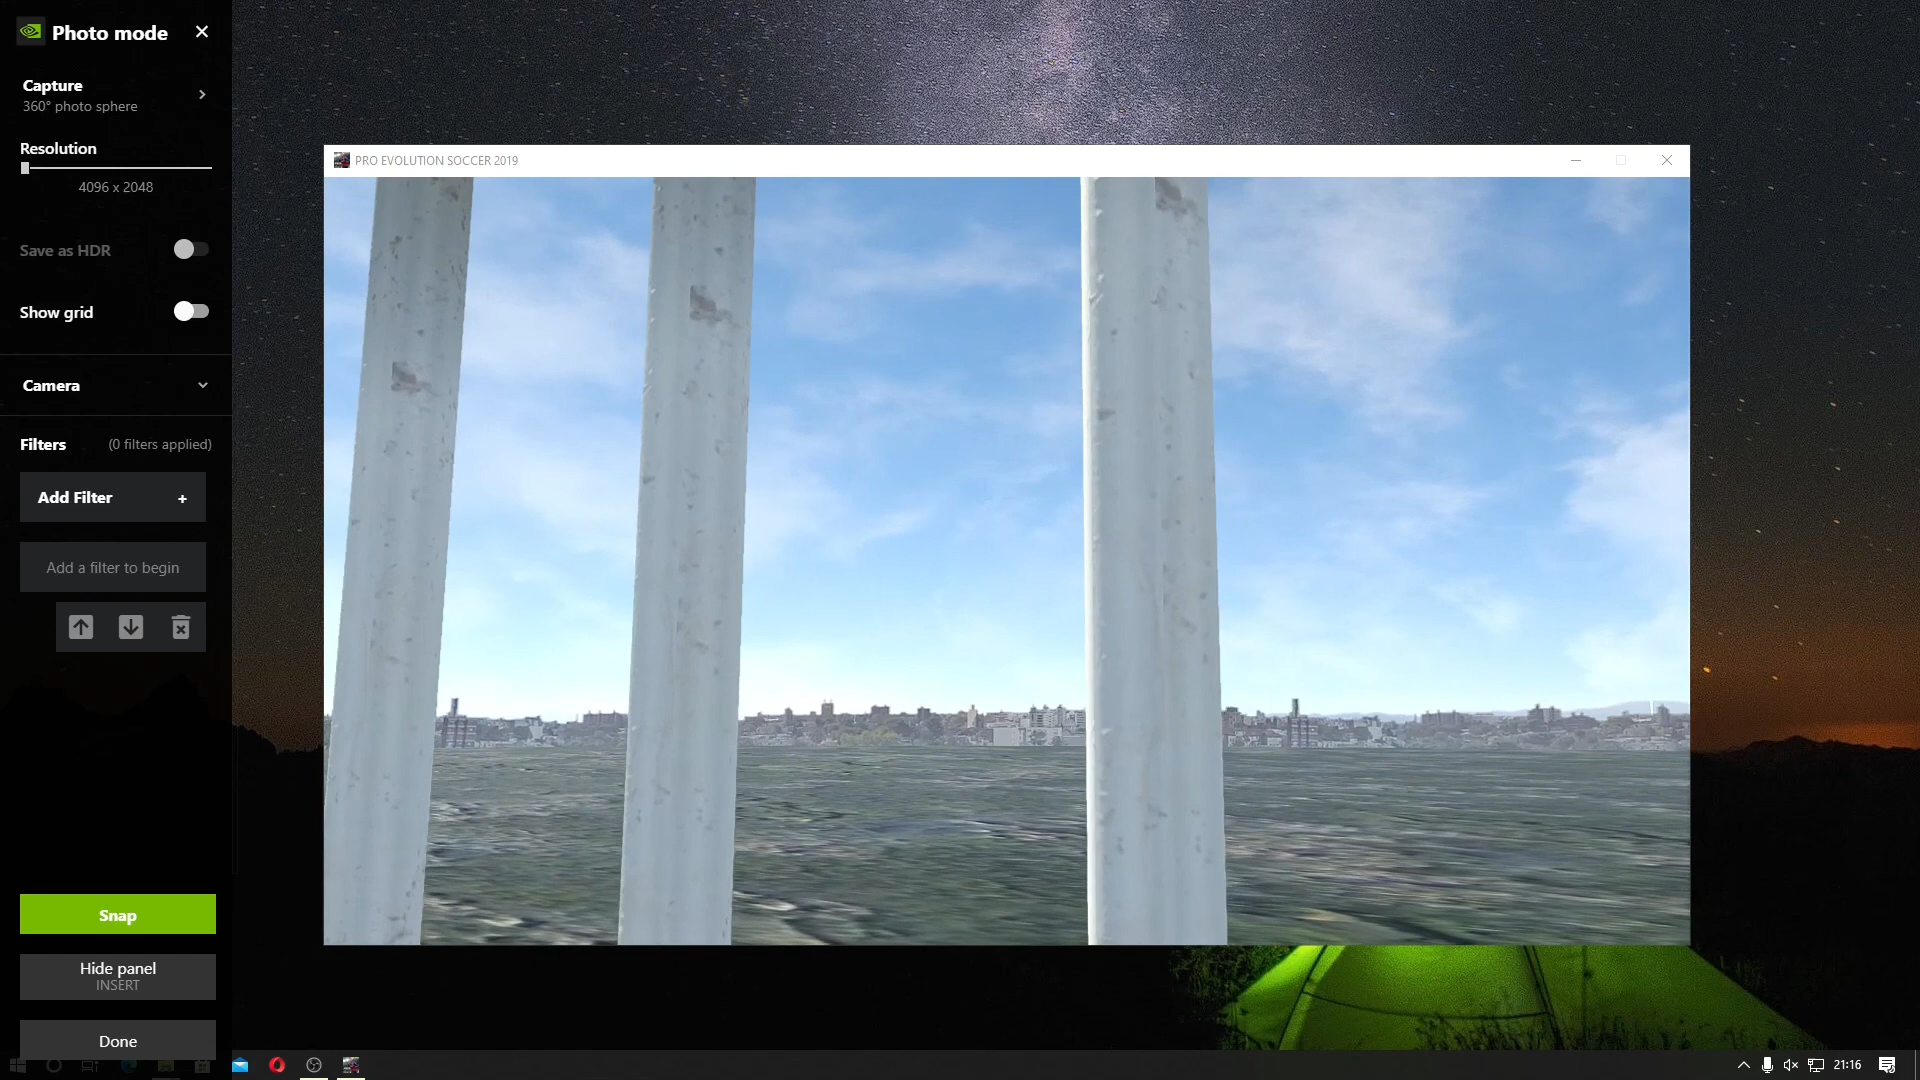 Photo mode
Capture
360° photo sphere
Resolution
4096 x 2048
Save as HDR
Show grid
Camera
Filters (0 filters applied)
Add Filter +
Add a filter to begin
Snap
Hide panel
INSERT
Done
PRO EVOLUTION SOCCER 2019
21:16